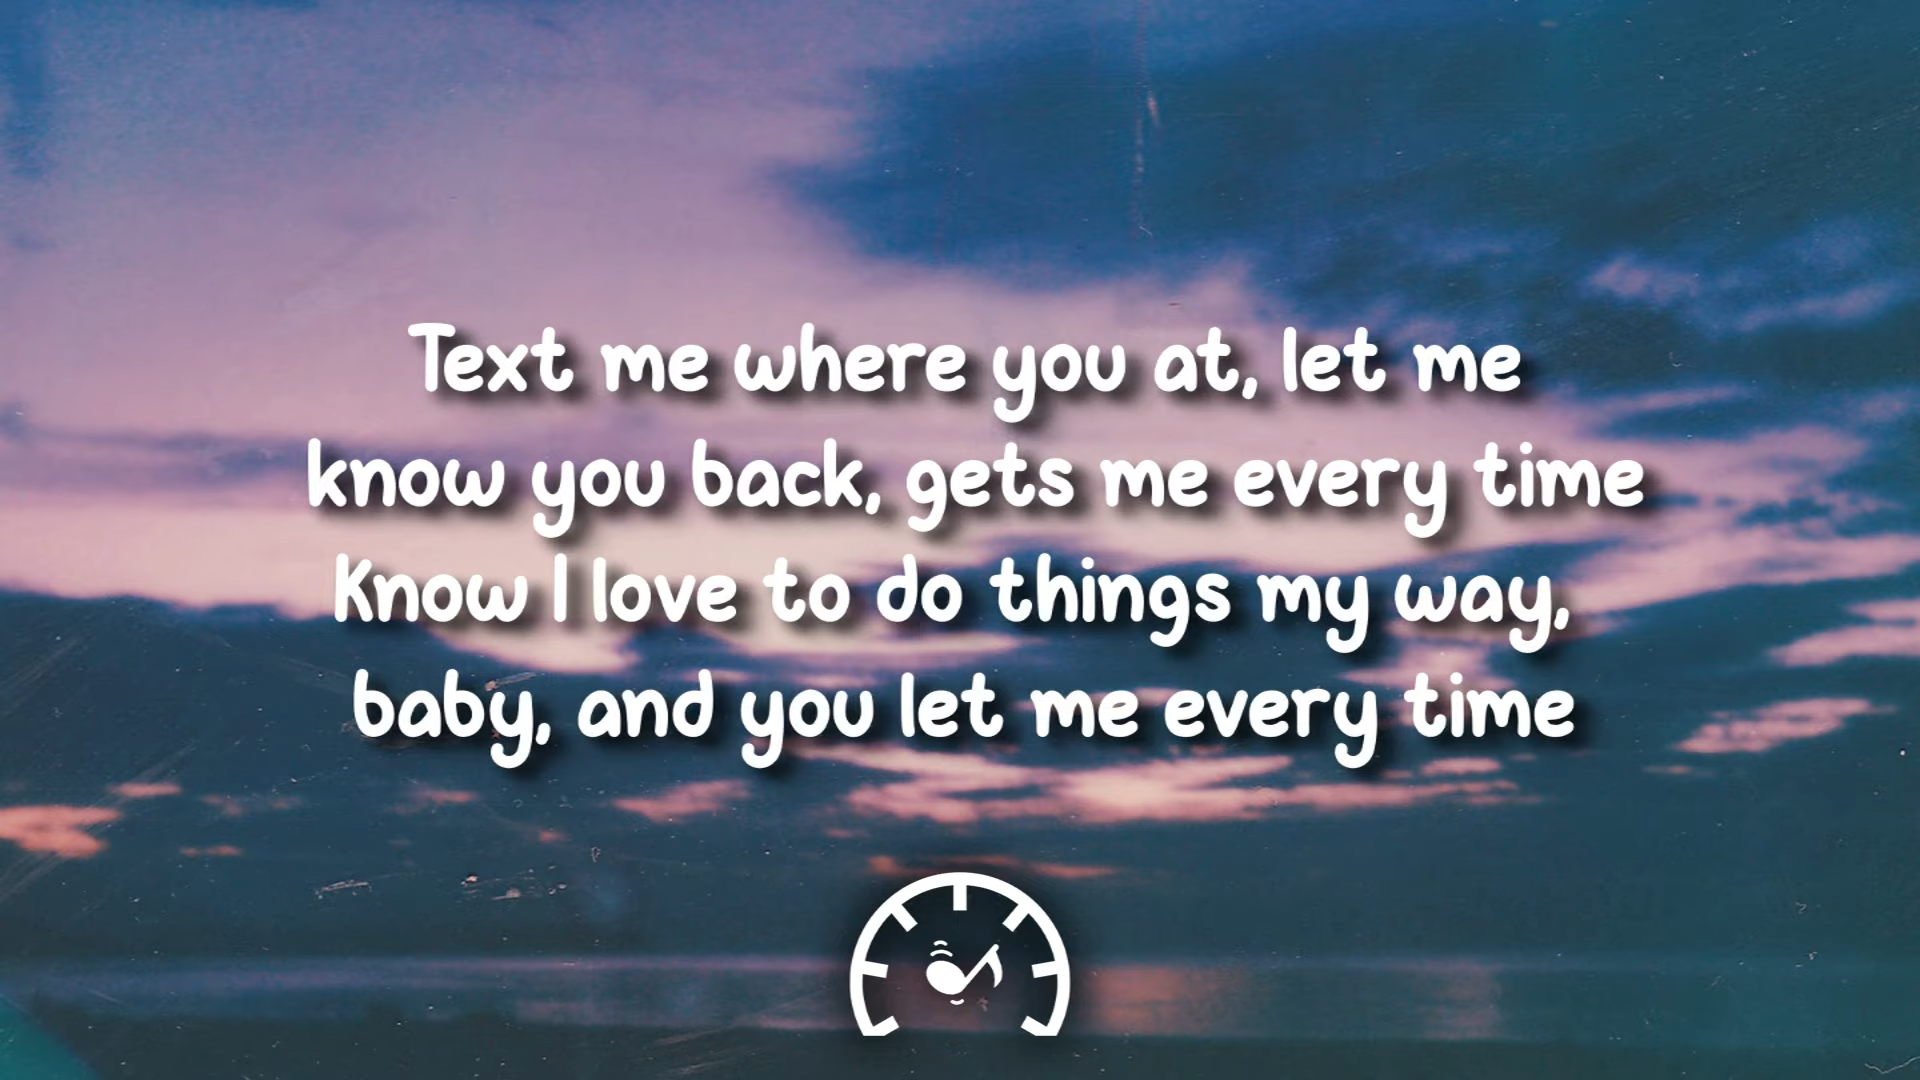 Text me where you at, let me
know you back, gets me every time
Know I love to do things my way,
baby, and you let me every time